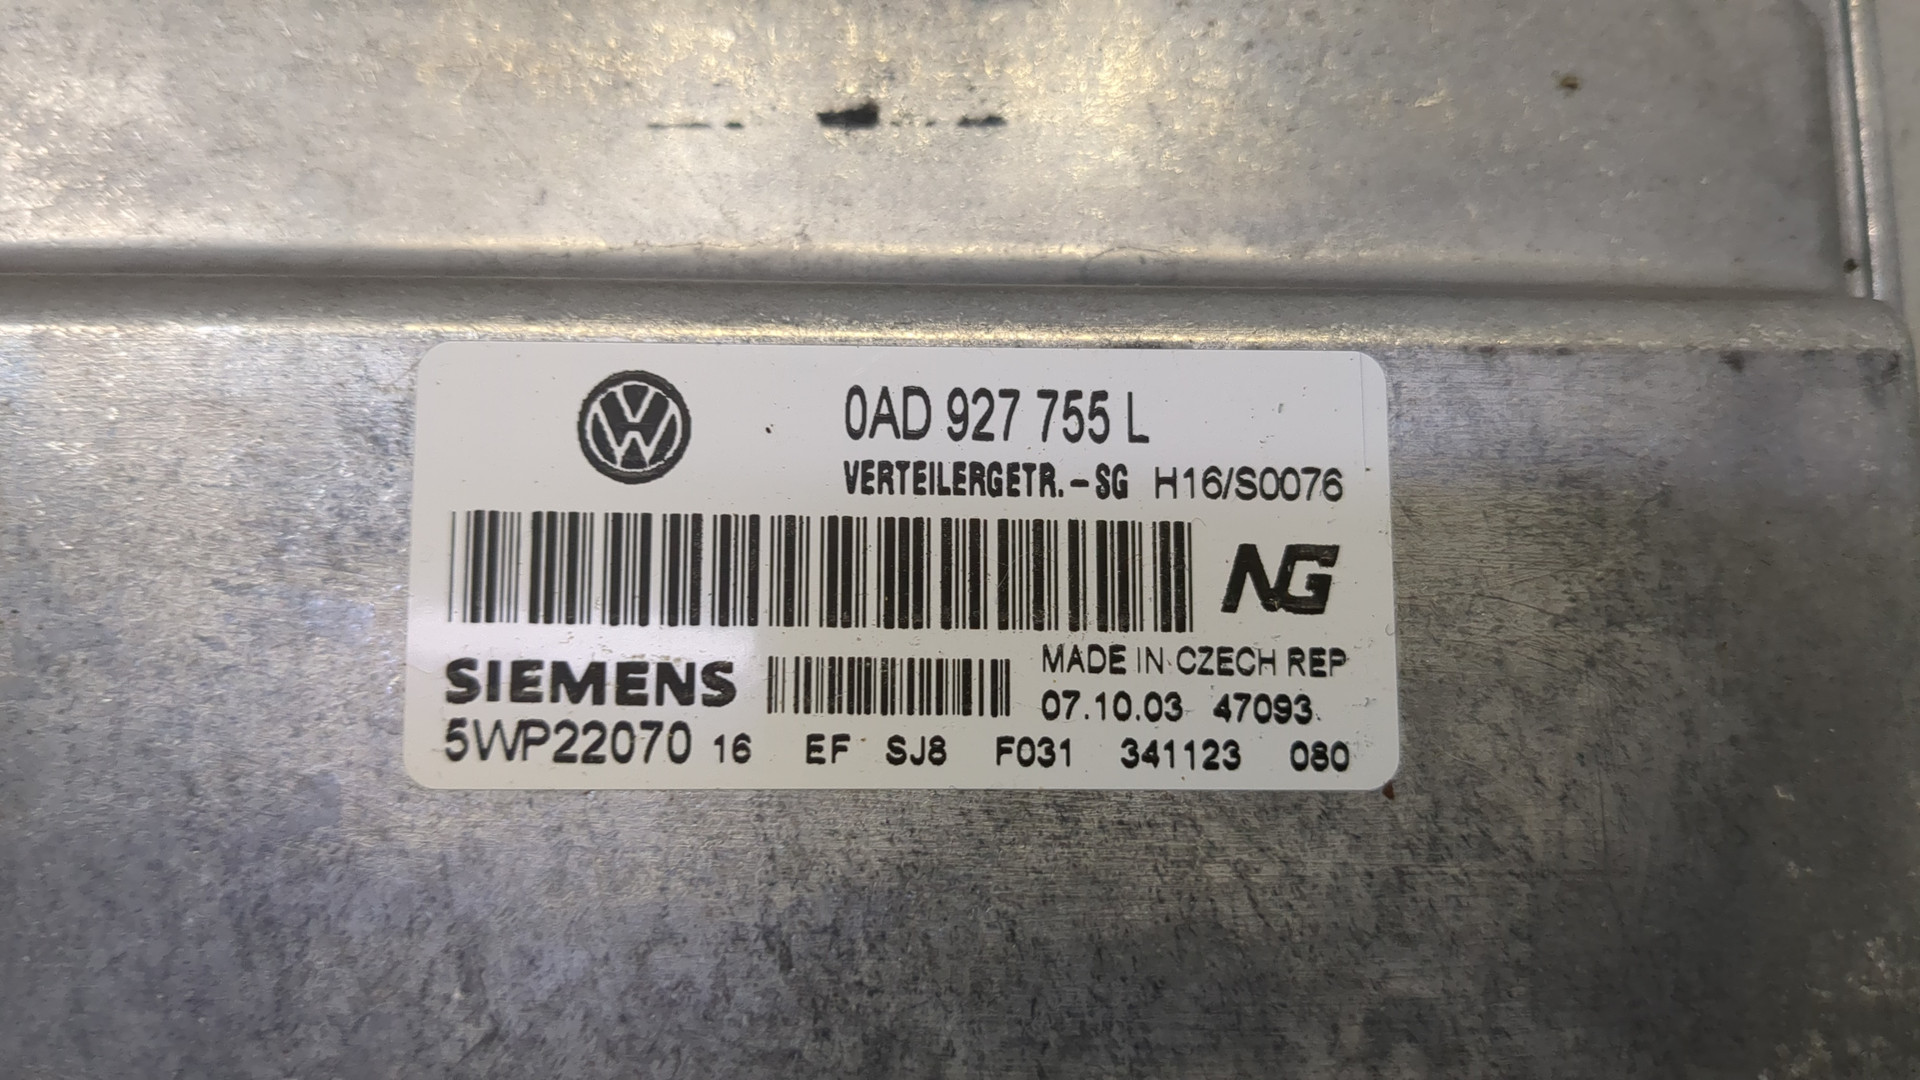 VW
0AD 927 755 L
VERTEILERGETR.-SG H16/S0076
NG
SIEMENS
MADE IN CZECH REP
07.10.03 47093
5WP22070 16 EF SJ8 F031 341123 080